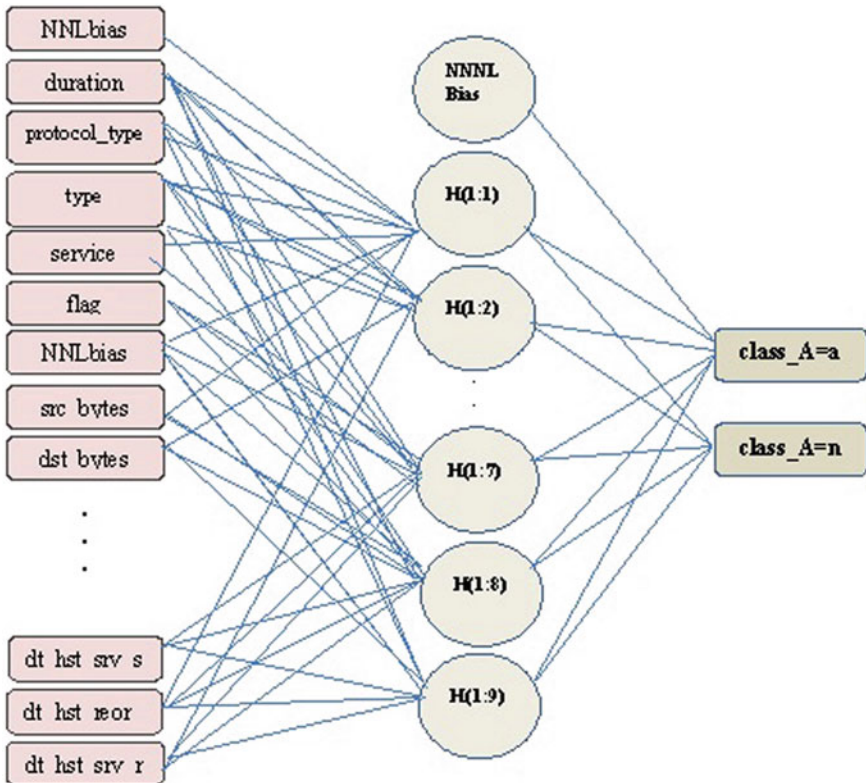 NNLbias
duration
protocol_type
type
service
flag
NNLbias
src bytes
dst bytes
dt hst srv s
dt hst reor
dt hst srv r
NNNL
Bias
H(1:1)
H(1:2)
H(1:7)
H(1:8)
H(1:9)
class_A=a
class_A=n